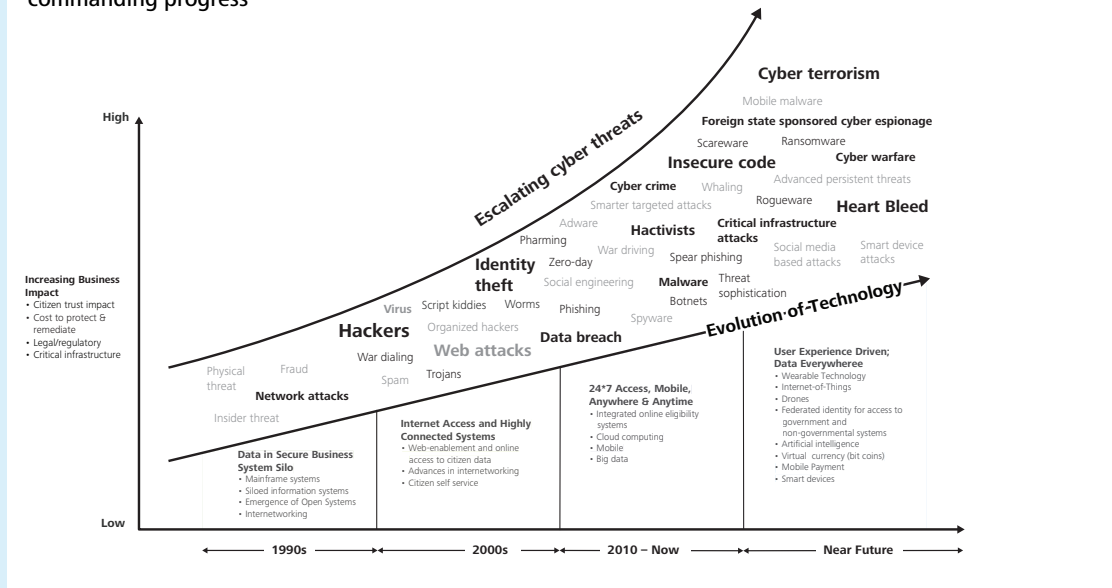 commanding progress
High
Low
Increasing Business
Impact
• Citizen trust impact
• Cost to protect &
remediate
• Legal/regulatory
• Critical infrastructure
Escalating cyber threats
Cyber terrorism
Mobile malware
Foreign state sponsored cyber espionage
Scareware
Ransomware
Insecure code
Cyber warfare
Cyber crime
Whaling
Advanced persistent threats
Smarter targeted attacks
Rogueware
Heart Bleed
Adware
Hactivists
Critical infrastructure
attacks
Pharming
War driving
Spear phishing
Social media
based attacks
Smart device
attacks
Identity
theft
Zero-day
Social engineering
Malware
Threat
sophistication
Botnets
Virus
Script kiddies
Worms
Phishing
Spyware
Hackers
Organized hackers
Data breach
War dialing
Web attacks
Physical
threat
Fraud
Spam
Trojans
Network attacks
Insider threat
Evolution-of-Technology
Data in Secure Business
System Silo
• Mainframe systems
• Siloed information systems
• Emergence of Open Systems
• Internetworking
Internet Access and Highly
Connected Systems
• Web-enablement and online
access to citizen data
• Advances in internetworking
• Citizen self service
24*7 Access, Mobile,
Anywhere & Anytime
• Integrated online eligibility
systems
• Cloud computing
• Mobile
• Big data
User Experience Driven;
Data Everywheree
• Wearable Technology
• Internet-of-Things
• Drones
• Federated identity for access to
government and
non-governmental systems
• Artificial intelligence
• Virtual currency (bit coins)
• Mobile Payment
• Smart devices
1990s
2000s
2010 – Now
Near Future